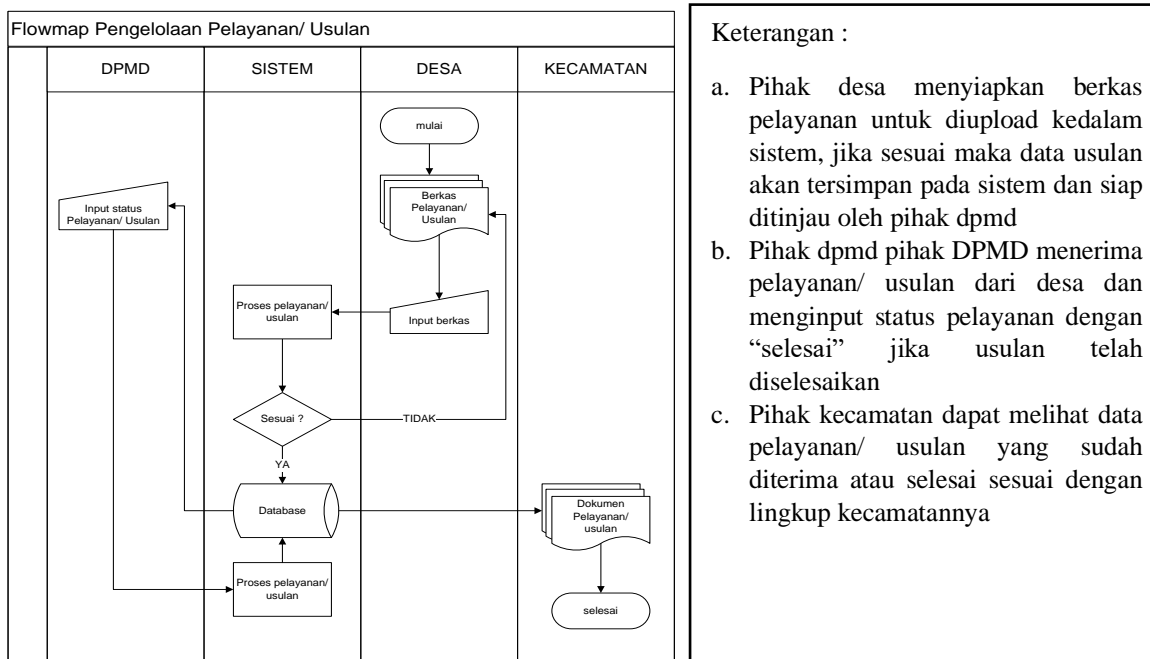 Flowmap Pengelolaan Pelayanan/ Usulan
DPMD
SISTEM
DESA
KECAMATAN
mulai
Berkas
Pelayanan/
Usulan
Input status
Pelayanan/ Usulan
Proses pelayanan/
usulan
Input berkas
Sesuai ?
TIDAK
YA
Database
Dokumen
Pelayanan/
usulan
Proses pelayanan/
usulan
selesai
Keterangan :
a. Pihak desa menyiapkan berkas
pelayanan untuk diupload kedalam
sistem, jika sesuai maka data usulan
akan tersimpan pada sistem dan siap
ditinjau oleh pihak dpmd
b. Pihak dpmd pihak DPMD menerima
pelayanan/ usulan dari desa dan
menginput status pelayanan dengan
“selesai” jika usulan telah
diselesaikan
c. Pihak kecamatan dapat melihat data
pelayanan/ usulan yang sudah
diterima atau selesai sesuai dengan
lingkup kecamatannya